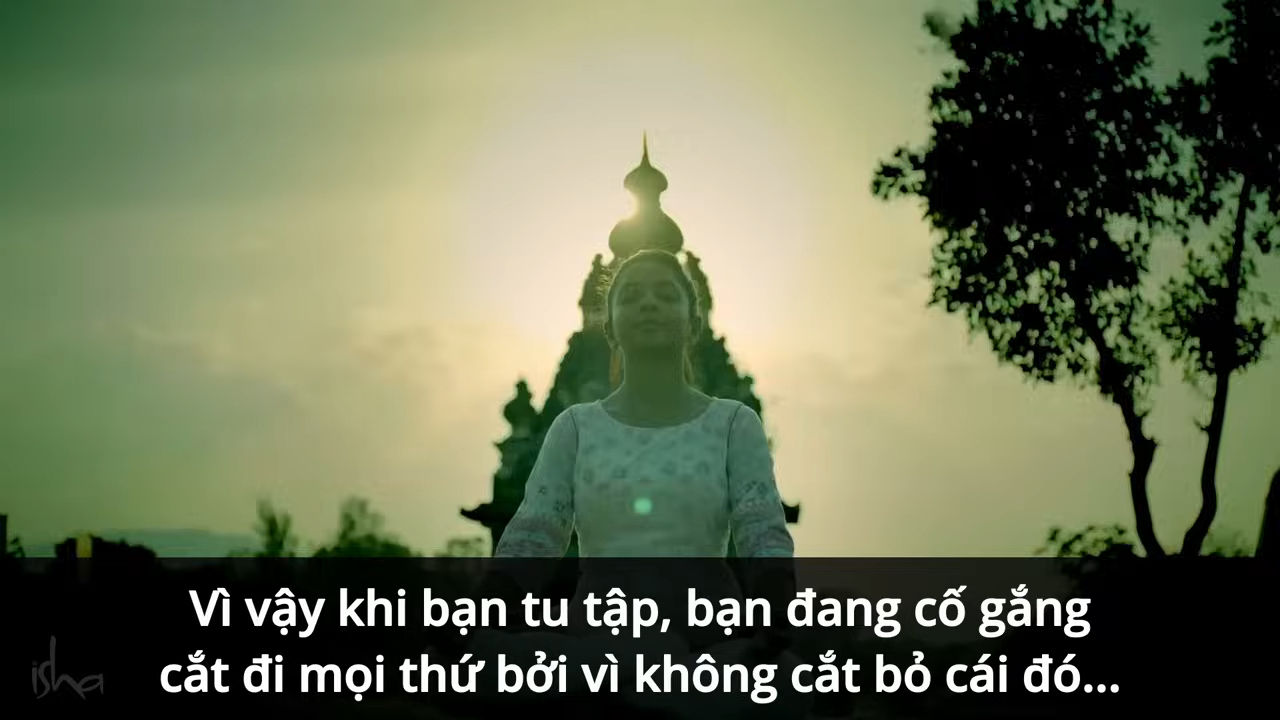 Vì vậy khi bạn tu tập, bạn đang cố gắng
cắt đi mọi thứ bởi vì không cắt bỏ cái đó...
isha